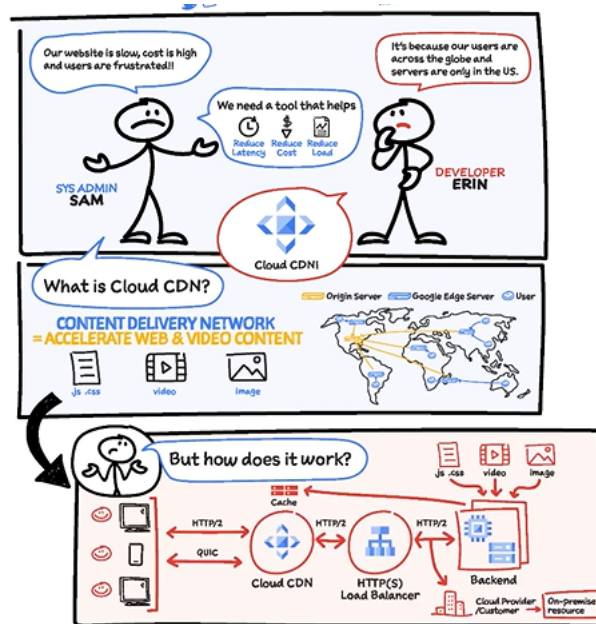 Our website is slow, cost is high
and users are frustrated!!
It's because our users are
across the globe and
servers are only in the US.
We need a tool that helps
Reduce
Latency
Reduce
Cost
Reduce
Load
SYS ADMIN
SAM
DEVELOPER
ERIN
Cloud CDN!
What is Cloud CDN?
Origin Server
Google Edge Server
User
CONTENT DELIVERY NETWORK
= ACCELERATE WEB & VIDEO CONTENT
js .css
video
image
But how does it work?
js .css
video
image
Cache
HTTP/2
HTTP/2
HTTP/2
QUIC
Cloud CDN
HTTP(S)
Load Balancer
Backend
Cloud Provider
/Customer
On-premise
resource